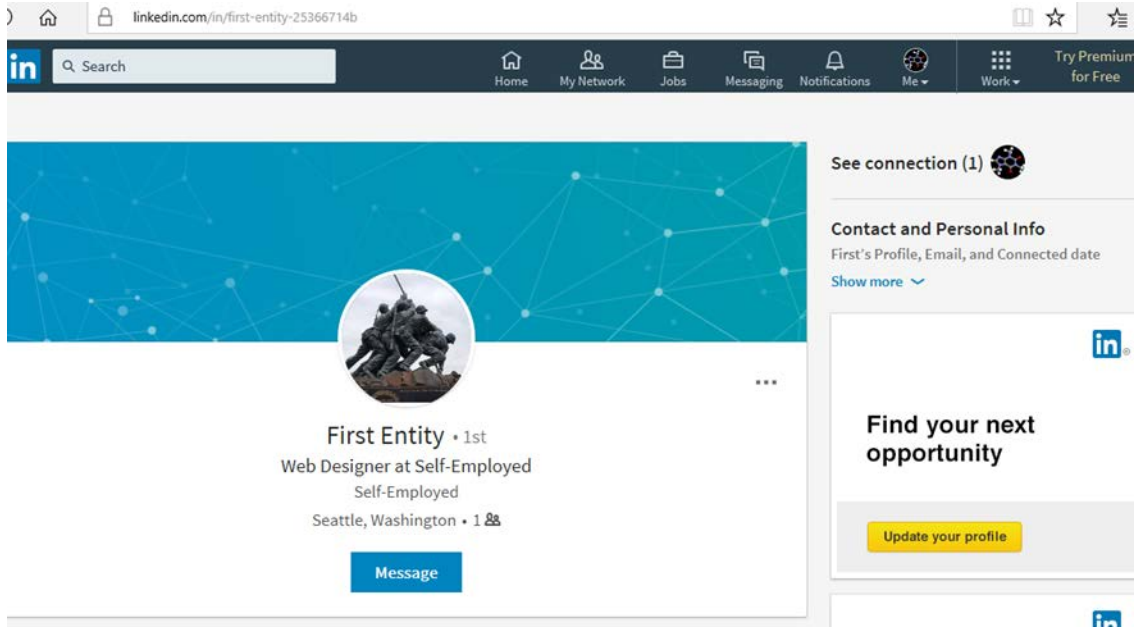 linkedin.com/in/first-entity-25366714b
in
Search
Home
My Network
Jobs
Messaging
Notifications
Me
Work
Try Premium
for Free
See connection (1)
Contact and Personal Info
First's Profile, Email, and Connected date
Show more
in
Find your next
opportunity
Update your profile
First Entity • 1st
Web Designer at Self-Employed
Self-Employed
Seattle, Washington • 1
Message
in